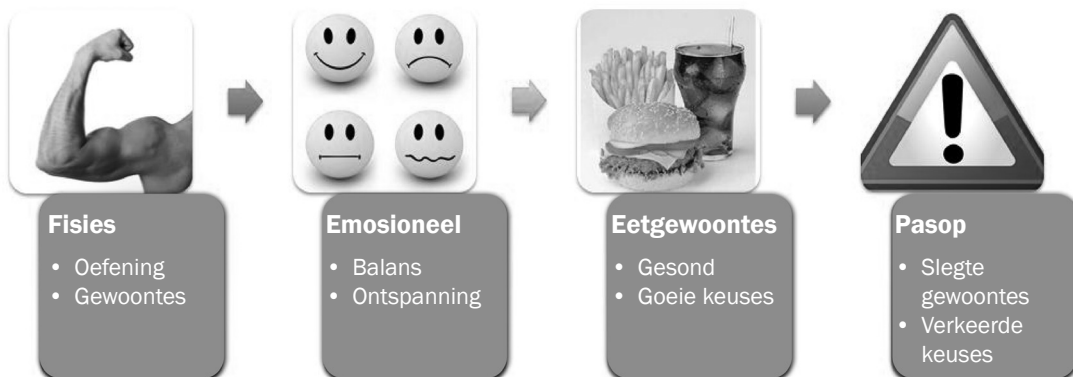 Fisies
• Oefening
• Gewoontes
Emosioneel
• Balans
• Ontspanning
Eetgewoontes
• Gesond
• Goeie keuses
Pasop
• Slegte
gewoontes
• Verkeerde
keuses